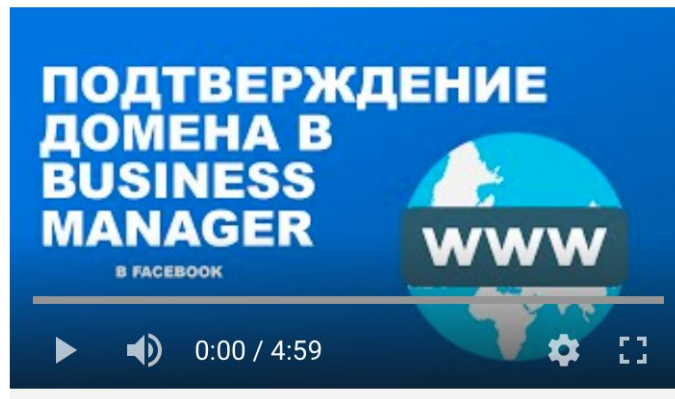 ПОДТВЕРЖДЕНИЕ
ДОМЕНА В
BUSINESS
MANAGER
В FACEBOOK
WWW
0:00 / 4:59